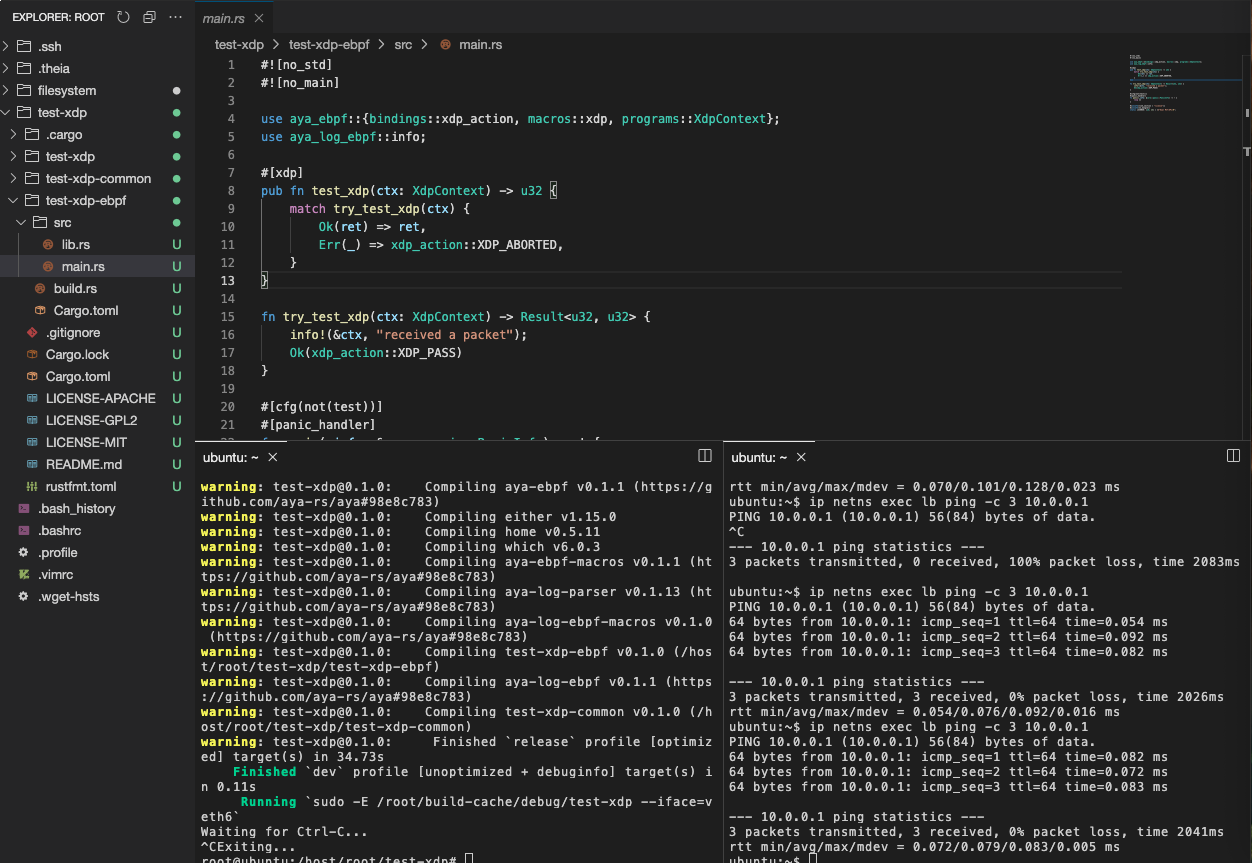 EXPLORER: ROOT
.ssh
.theia
filesystem
test-xdp
.cargo
test-xdp
test-xdp-common
test-xdp-ebpf
src
lib.rs U
main.rs U
build.rs U
Cargo.toml U
.gitignore U
Cargo.lock U
Cargo.toml U
LICENSE-APACHE U
LICENSE-GPL2 U
LICENSE-MIT U
README.md U
rustfmt.toml U
.bash_history
.bashrc
.profile
.vimrc
.wget-hsts
main.rs
test-xdp > test-xdp-ebpf > src > main.rs
1 #![no_std]
2 #![no_main]
3
4 use aya_ebpf::{bindings::xdp_action, macros::xdp, programs::XdpContext};
5 use aya_log_ebpf::info;
6
7 #[xdp]
8 pub fn test_xdp(ctx: XdpContext) -> u32 {
9 match try_test_xdp(ctx) {
10 Ok(ret) => ret,
11 Err(_) => xdp_action::XDP_ABORTED,
12 }
13 }
14
15 fn try_test_xdp(ctx: XdpContext) -> Result<u32, u32> {
16 info!(&ctx, "received a packet");
17 Ok(xdp_action::XDP_PASS)
18 }
19
20 #[cfg(not(test))]
21 #[panic_handler]
ubuntu: ~
warning: test-xdp@0.1.0: Compiling aya-ebpf v0.1.1 (https://g
ithub.com/aya-rs/aya#98e8c783)
warning: test-xdp@0.1.0: Compiling either v1.15.0
warning: test-xdp@0.1.0: Compiling home v0.5.11
warning: test-xdp@0.1.0: Compiling which v6.0.3
warning: test-xdp@0.1.0: Compiling aya-ebpf-macros v0.1.1 (ht
tps://github.com/aya-rs/aya#98e8c783)
warning: test-xdp@0.1.0: Compiling aya-log-parser v0.1.13 (ht
tps://github.com/aya-rs/aya#98e8c783)
warning: test-xdp@0.1.0: Compiling aya-log-ebpf-macros v0.1.0
(https://github.com/aya-rs/aya#98e8c783)
warning: test-xdp@0.1.0: Compiling test-xdp-ebpf v0.1.0 (/hos
t/root/test-xdp/test-xdp-ebpf)
warning: test-xdp@0.1.0: Compiling aya-log-ebpf v0.1.1 (https
://github.com/aya-rs/aya#98e8c783)
warning: test-xdp@0.1.0: Compiling test-xdp-common v0.1.0 (/h
ost/root/test-xdp/test-xdp-common)
warning: test-xdp@0.1.0: Finished `release` profile [optimiz
ed] target(s) in 34.73s
Finished `dev` profile [unoptimized + debuginfo] target(s) i
n 0.11s
Running `sudo -E /root/build-cache/debug/test-xdp --iface=v
eth6`
Waiting for Ctrl-C...
^CExiting...
root@ubuntu:/host/root/test-xdp#
ubuntu: ~
rtt min/avg/max/mdev = 0.070/0.101/0.128/0.023 ms
ubuntu:~$ ip netns exec lb ping -c 3 10.0.0.1
PING 10.0.0.1 (10.0.0.1) 56(84) bytes of data.
^C
--- 10.0.0.1 ping statistics ---
3 packets transmitted, 0 received, 100% packet loss, time 2083ms

ubuntu:~$ ip netns exec lb ping -c 3 10.0.0.1
PING 10.0.0.1 (10.0.0.1) 56(84) bytes of data.
64 bytes from 10.0.0.1: icmp_seq=1 ttl=64 time=0.054 ms
64 bytes from 10.0.0.1: icmp_seq=2 ttl=64 time=0.092 ms
64 bytes from 10.0.0.1: icmp_seq=3 ttl=64 time=0.082 ms

--- 10.0.0.1 ping statistics ---
3 packets transmitted, 3 received, 0% packet loss, time 2026ms
rtt min/avg/max/mdev = 0.054/0.076/0.092/0.016 ms
ubuntu:~$ ip netns exec lb ping -c 3 10.0.0.1
PING 10.0.0.1 (10.0.0.1) 56(84) bytes of data.
64 bytes from 10.0.0.1: icmp_seq=1 ttl=64 time=0.082 ms
64 bytes from 10.0.0.1: icmp_seq=2 ttl=64 time=0.072 ms
64 bytes from 10.0.0.1: icmp_seq=3 ttl=64 time=0.083 ms

--- 10.0.0.1 ping statistics ---
3 packets transmitted, 3 received, 0% packet loss, time 2041ms
rtt min/avg/max/mdev = 0.072/0.079/0.083/0.005 ms
ubuntu:~$